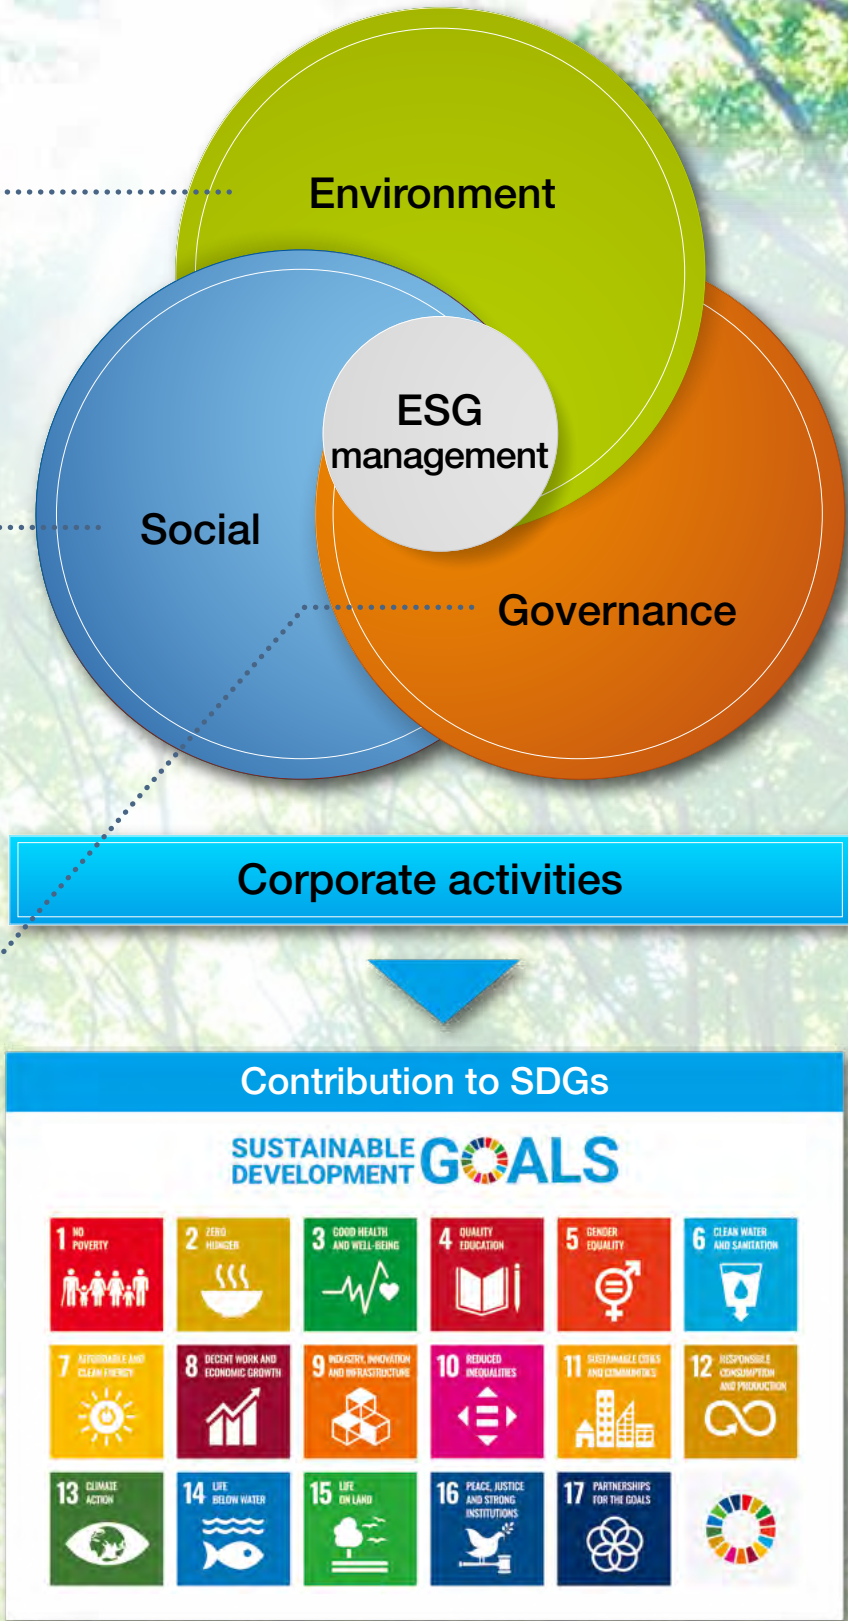 Environment
ESG
management
Social
Governance
Corporate activities
Contribution to SDGs
SUSTAINABLE
DEVELOPMENT
GOALS
1 NO
POVERTY
2 ZERO
HUNGER
3 GOOD HEALTH
AND WELL-BEING
4 QUALITY
EDUCATION
5 GENDER
EQUALITY
6 CLEAN WATER
AND SANITATION
7 AFFORDABLE AND
CLEAN ENERGY
8 DECENT WORK AND
ECONOMIC GROWTH
9 INDUSTRY, INNOVATION
AND INFRASTRUCTURE
10 REDUCED
INEQUALITIES
11 SUSTAINABLE CITIES
AND COMMUNITIES
12 RESPONSIBLE
CONSUMPTION
AND PRODUCTION
13 CLIMATE
ACTION
14 LIFE
BELOW WATER
15 LIFE
ON LAND
16 PEACE, JUSTICE
AND STRONG
INSTITUTIONS
17 PARTNERSHIPS
FOR THE GOALS